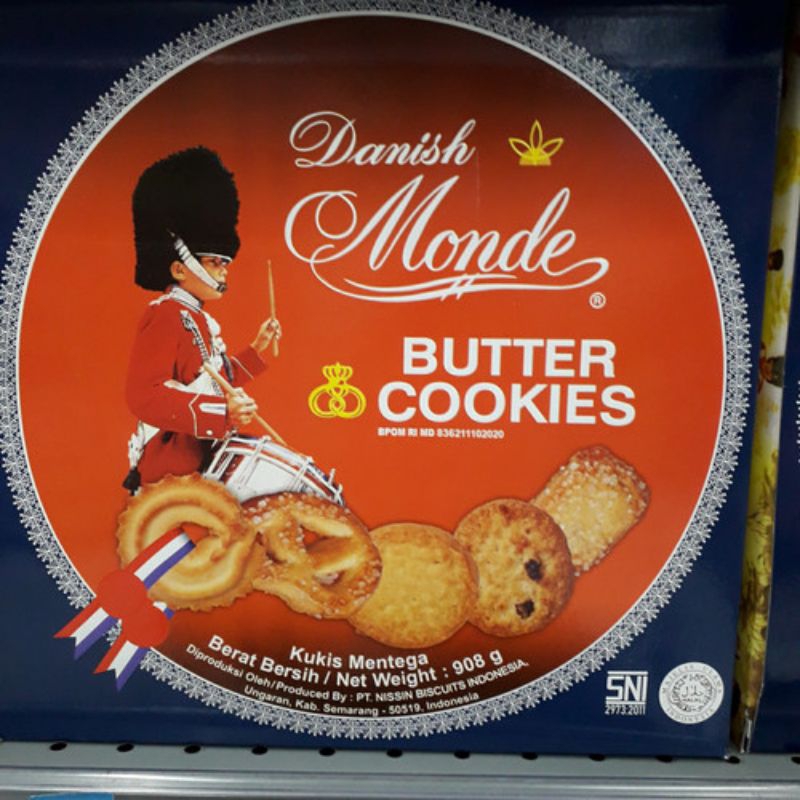 Danish
Monde
®
BUTTER
COOKIES
BPOM RI MD 836211102020
Kukis Mentega
Berat Bersih / Net Weight : 908 g
Diproduksi Oleh/Produced By : PT. NISSIN BISCUITS INDONESIA,
Ungaran, Kab. Semarang - 50519, Indonesia
SNI
2973:2011